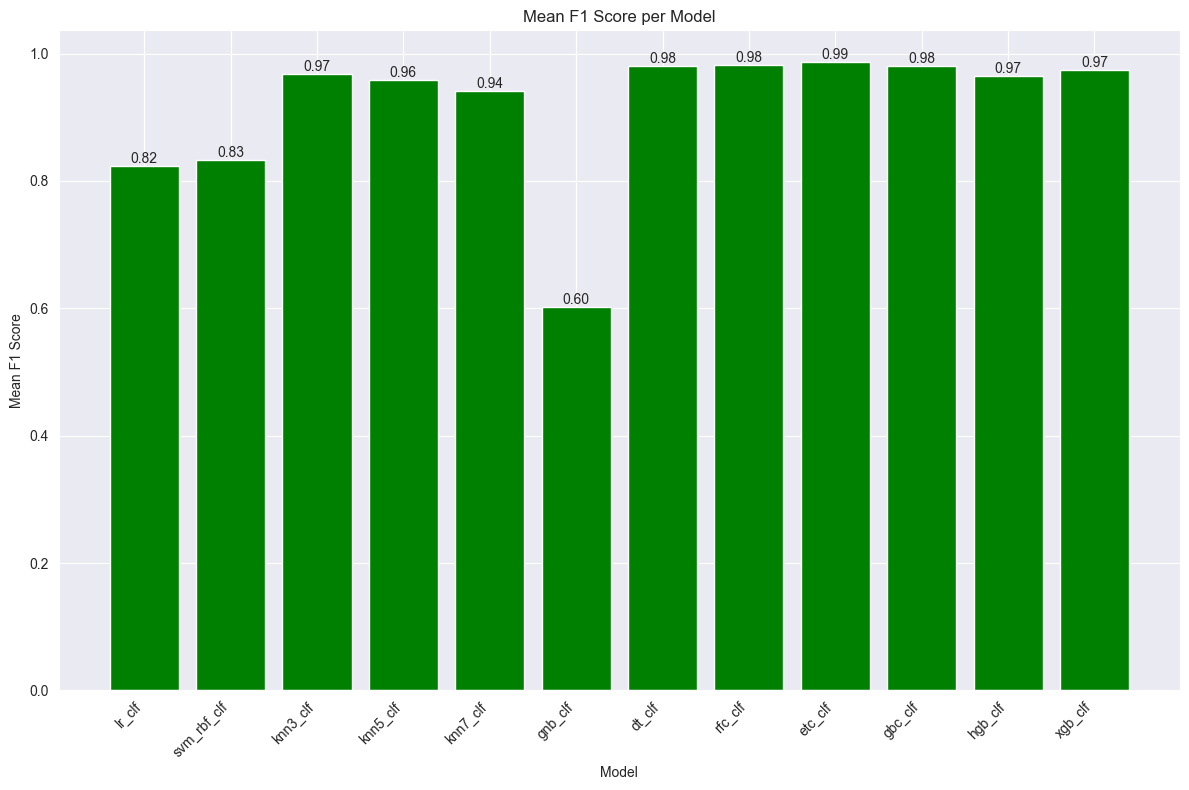 Mean F1 Score per Model
1.0
0.8
0.6
0.4
0.2
0.0
Mean F1 Score
0.82
0.83
0.97
0.96
0.94
0.60
0.98
0.98
0.99
0.98
0.97
0.97
lr_clf
svm_rbf_clf
knn3_clf
knn5_clf
knn7_clf
gnb_clf
dt_clf
rfc_clf
etc_clf
gbc_clf
hgb_clf
xgb_clf
Model